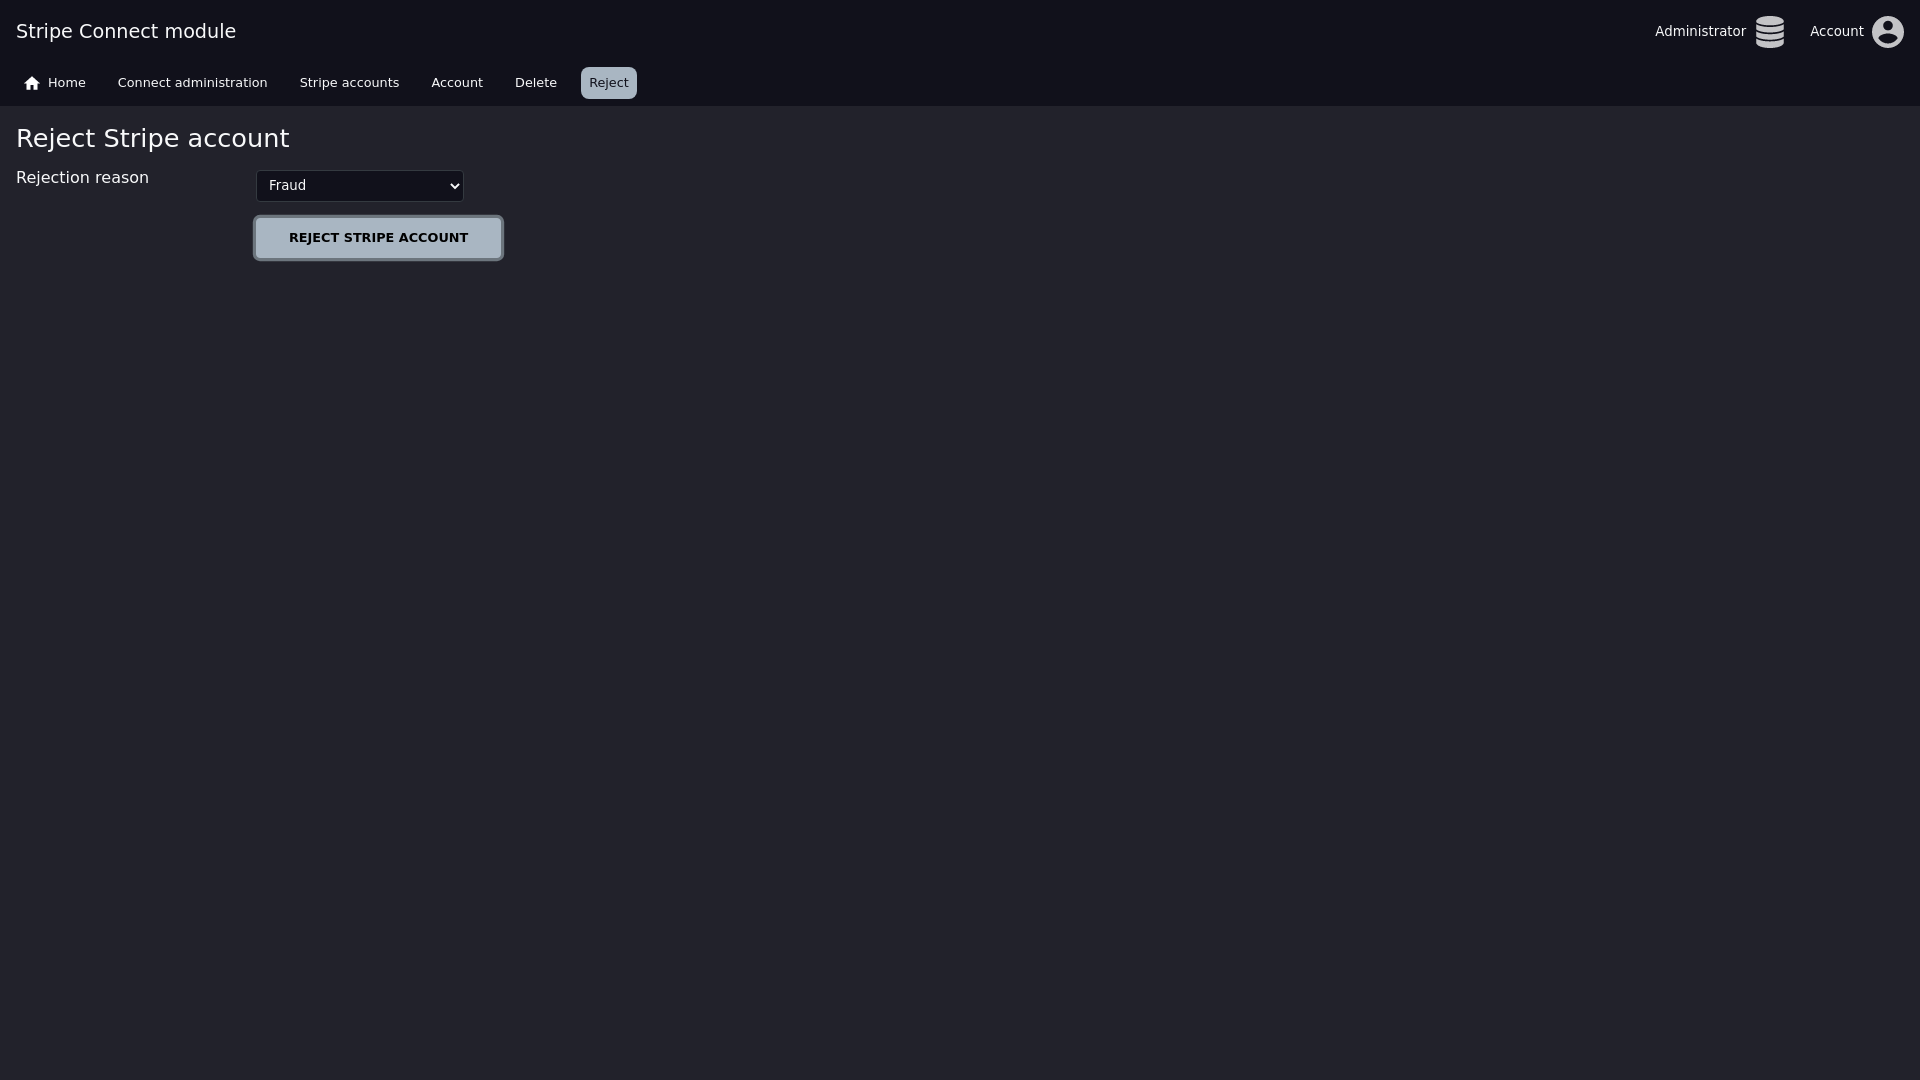 Stripe Connect module
Administrator
Account
Home
Connect administration
Stripe accounts
Account
Delete
Reject
Reject Stripe account
Rejection reason
Fraud
REJECT STRIPE ACCOUNT